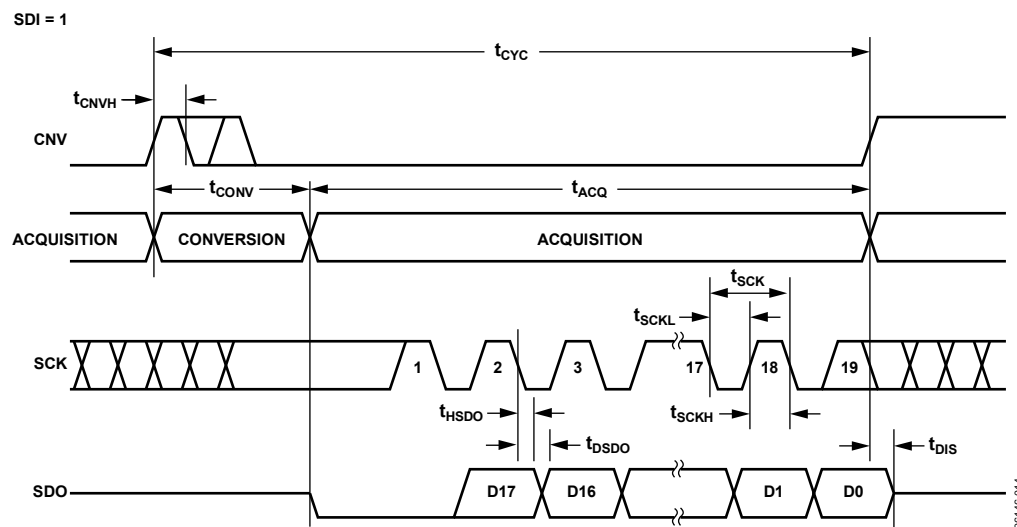 SDI = 1
tCYC
tCNVH
CNV
tCONV tACQ
ACQUISITION CONVERSION ACQUISITION
tSCK
tSCKL
SCK 1 2 3 17 18 19
tHSDO tSCKH
tDSDO tDIS
SDO D17 D16 D1 D0